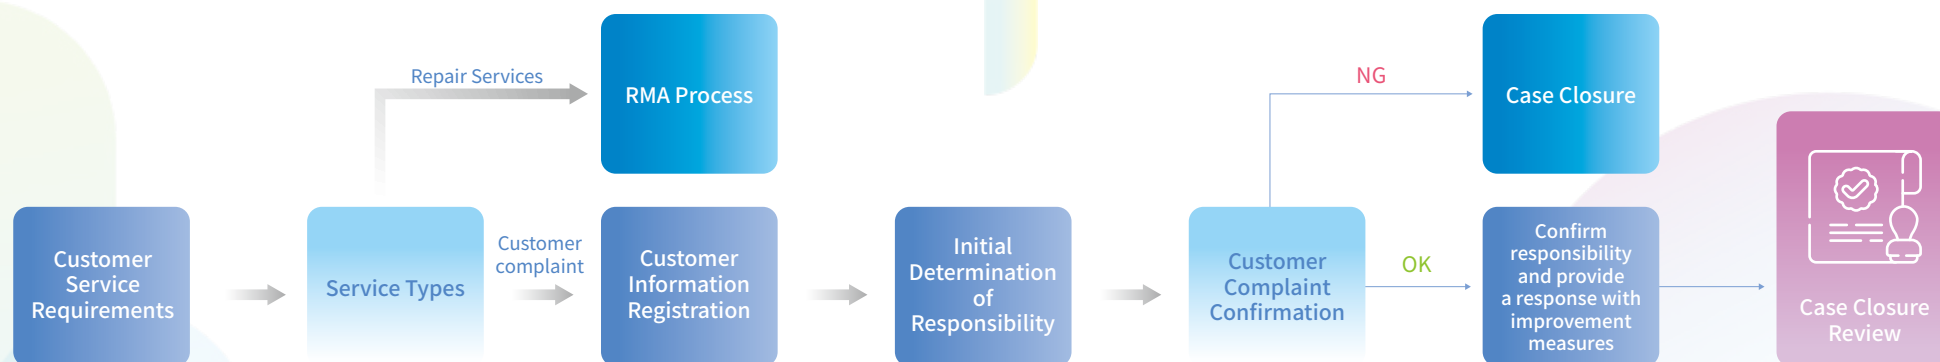 Repair Services
RMA Process
NG
Case Closure
Customer
Service
Requirements
Service Types
Customer
complaint
Customer
Information
Registration
Initial
Determination
of
Responsibility
Customer
Complaint
Confirmation
OK
Confirm
responsibility
and provide
a response with
improvement
measures
Case Closure
Review